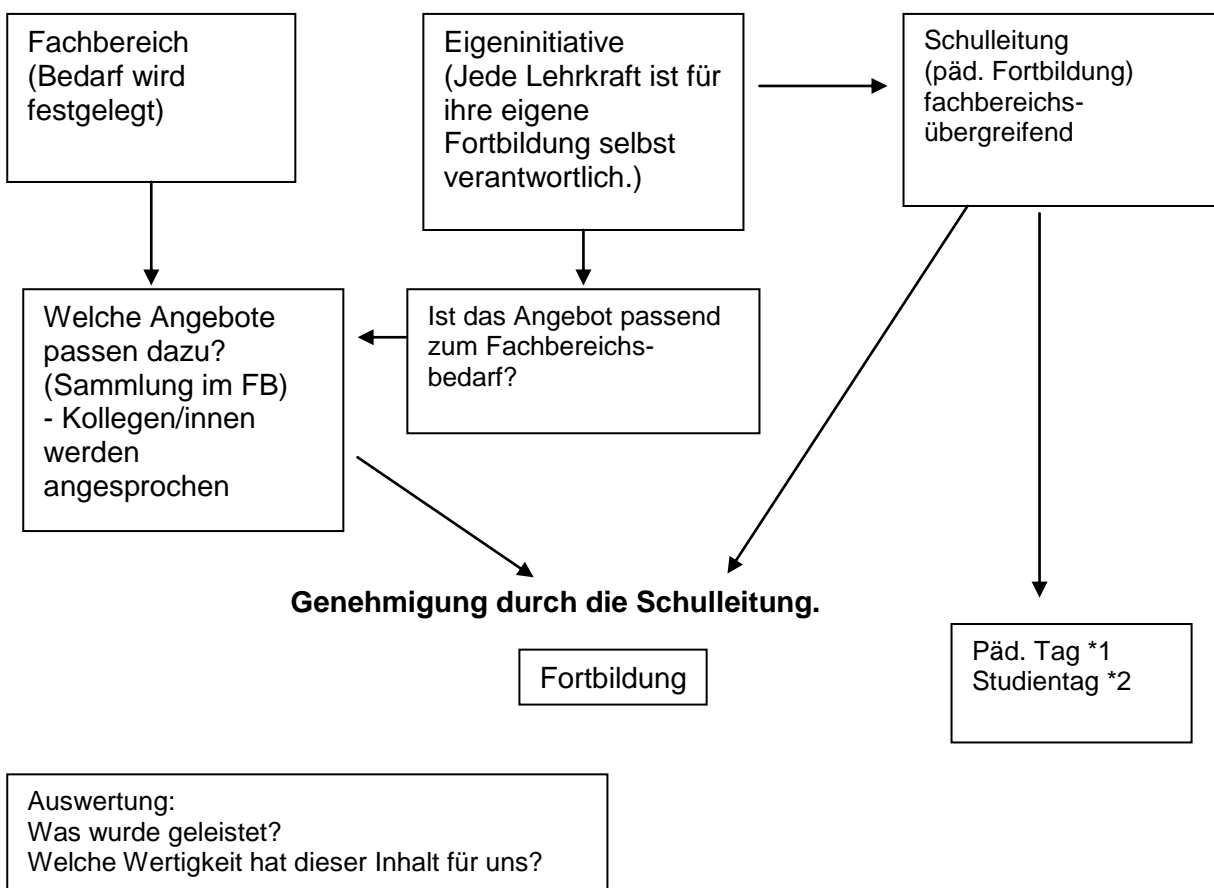 Fachbereich
(Bedarf wird
festgelegt)
Eigeninitiative
(Jede Lehrkraft ist für
ihre eigene
Fortbildung selbst
verantwortlich.)
Schulleitung
(päd. Fortbildung)
fachbereichs-
übergreifend
Welche Angebote
passen dazu?
(Sammlung im FB)
- Kollegen/innen
werden
angesprochen
Ist das Angebot passend
zum Fachbereichs-
bedarf?
Genehmigung durch die Schulleitung.
Fortbildung
Päd. Tag *1
Studientag *2
Auswertung:
Was wurde geleistet?
Welche Wertigkeit hat dieser Inhalt für uns?